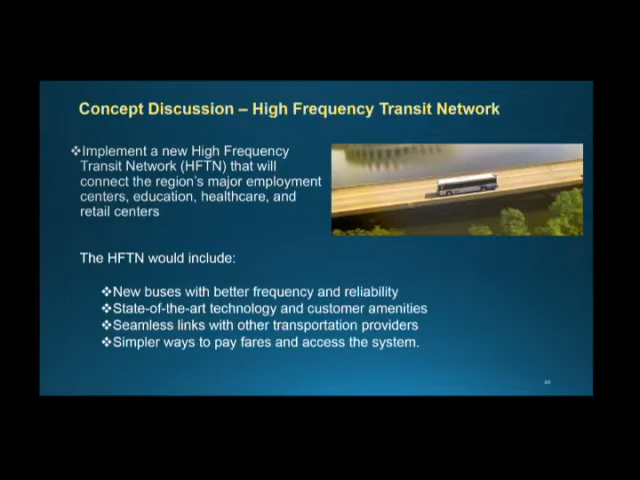 Concept Discussion – High Frequency Transit Network
❖Implement a new High Frequency
Transit Network (HFTN) that will
connect the region's major employment
centers, education, healthcare, and
retail centers
The HFTN would include:
❖New buses with better frequency and reliability
❖State-of-the-art technology and customer amenities
❖Seamless links with other transportation providers
❖Simpler ways to pay fares and access the system.